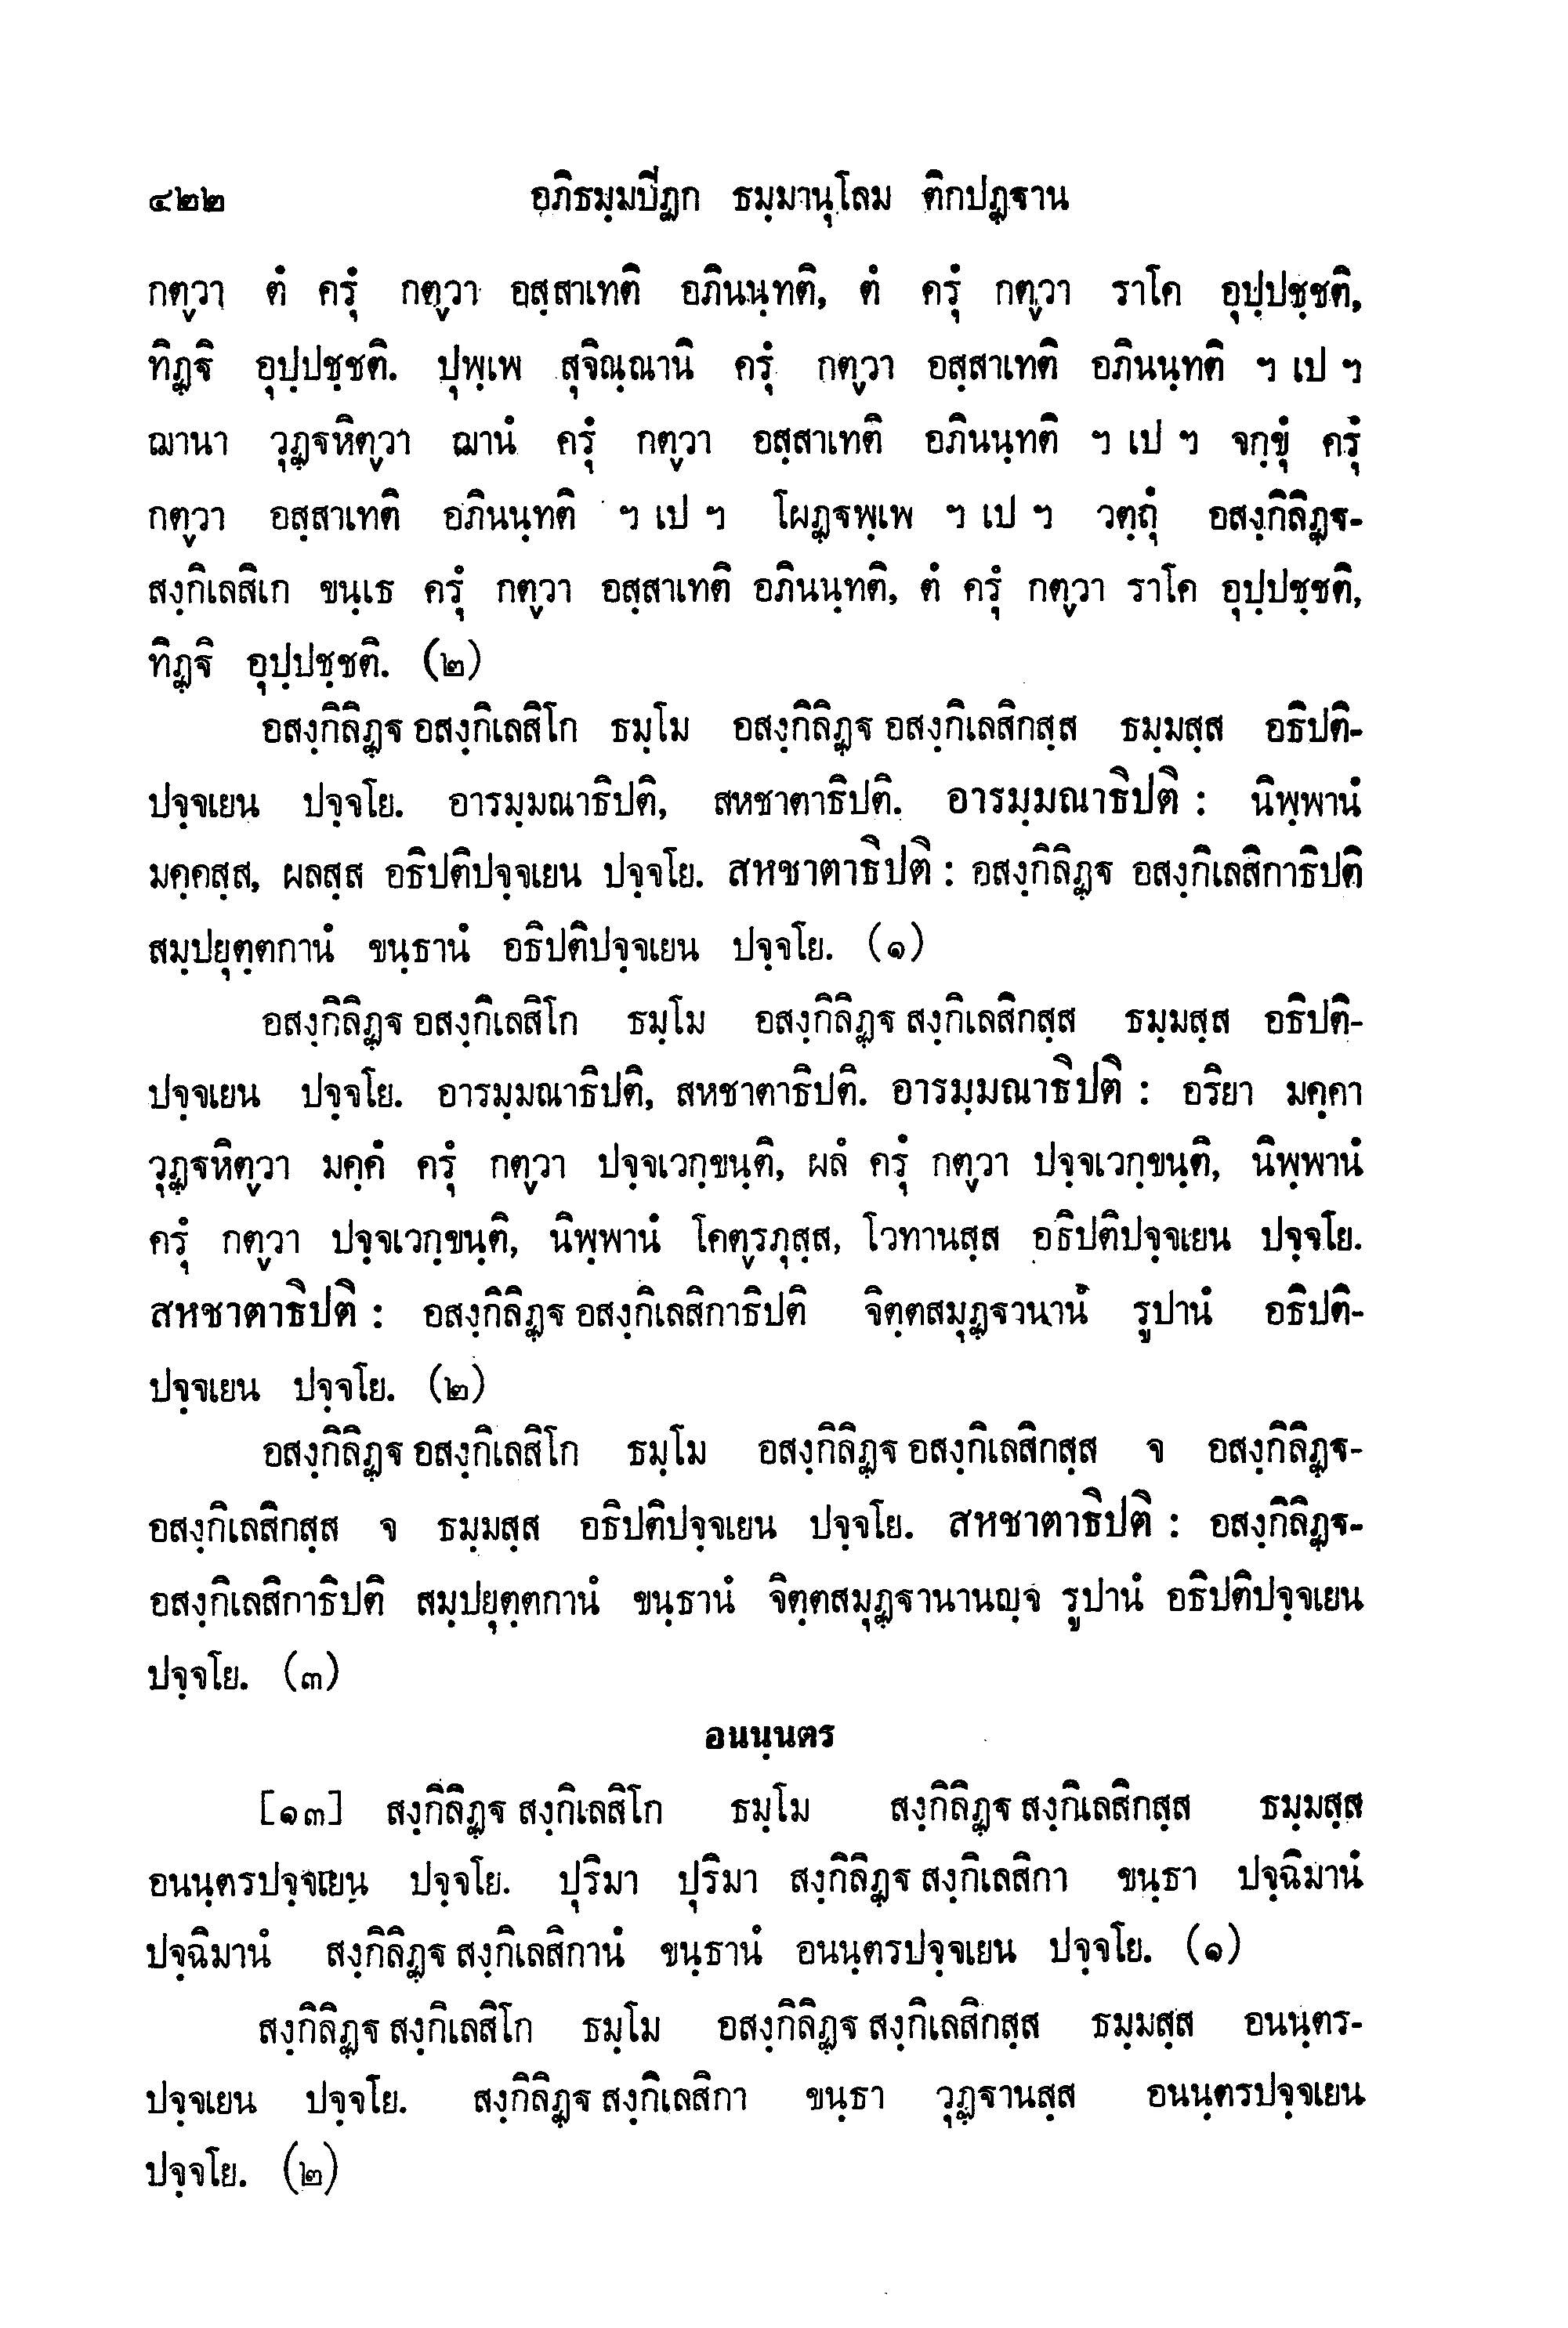 ๔๒๒ อภิธมฺมปีฏก ธมฺมานุโลม ติกปฏฺฐาน
กตฺวา ตํ ครุํ กตฺวา อสฺสาเทติ อภินนฺทติ, ตํ ครุํ กตฺวา ราโค อุปฺปชฺชติ,
ทิฏฺฐิ อุปฺปชฺชติ. ปุพฺเพ สุจิณฺณานิ ครุํ กตฺวา อสฺสาเทติ อภินนฺทติ ฯ เป ฯ
ฌานา วุฏฺฐหิตฺวา ฌานํ ครุํ กตฺวา อสฺสาเทติ อภินนฺทติ ฯ เป ฯ จกฺขุํ ครุํ
กตฺวา อสฺสาเทติ อภินนฺทติ ฯ เป ฯ โผฏฺฐพฺเพ ฯ เป ฯ วตฺถุํ อสงฺกิลิฏฺฐ-
สงฺกิเลสิเก ขนฺเธ ครุํ กตฺวา อสฺสาเทติ อภินนฺทติ, ตํ ครุํ กตฺวา ราโค อุปฺปชฺชติ,
ทิฏฺฐิ อุปฺปชฺชติ. (๒)
อสงฺกิลิฏฺฐ อสงฺกิเลสิโก ธมฺโม อสงฺกิลิฏฺฐ อสงฺกิเลสิกสฺส ธมฺมสฺส อธิปติ-
ปจฺจเยน ปจฺจโย. อารมฺมณาธิปติ, สหชาตาธิปติ. อารมฺมณาธิปติ : นิพฺพานํ
มคฺคสฺส, ผลสฺส อธิปติปจฺจเยน ปจฺจโย. สหชาตาธิปติ : อสงฺกิลิฏฺฐ อสงฺกิเลสิกาธิปติ
สมฺปยุตฺตกานํ ขนฺธานํ อธิปติปจฺจเยน ปจฺจโย. (๑)
อสงฺกิลิฏฺฐ อสงฺกิเลสิโก ธมฺโม อสงฺกิลิฏฺฐ สงฺกิเลสิกสฺส ธมฺมสฺส อธิปติ-
ปจฺจเยน ปจฺจโย. อารมฺมณาธิปติ, สหชาตาธิปติ. อารมฺมณาธิปติ : อริยา มคฺคา
วุฏฺฐหิตฺวา มคฺคํ ครุํ กตฺวา ปจฺจเวกฺขนฺติ, ผลํ ครุํ กตฺวา ปจฺจเวกฺขนฺติ, นิพฺพานํ
ครุํ กตฺวา ปจฺจเวกฺขนฺติ, นิพฺพานํ โคตฺรภุสฺส, โวทานสฺส อธิปติปจฺจเยน ปจฺจโย.
สหชาตาธิปติ : อสงฺกิลิฏฺฐ อสงฺกิเลสิกาธิปติ จิตฺตสมุฏฺฐานานํ รูปานํ อธิปติ-
ปจฺจเยน ปจฺจโย. (๒)
อสงฺกิลิฏฺฐ อสงฺกิเลสิโก ธมฺโม อสงฺกิลิฏฺฐ อสงฺกิเลสิกสฺส จ อสงฺกิลิฏฺฐ-
อสงฺกิเลสิกสฺส จ ธมฺมสฺส อธิปติปจฺจเยน ปจฺจโย. สหชาตาธิปติ : อสงฺกิลิฏฺฐ-
อสงฺกิเลสิกาธิปติ สมฺปยุตฺตกานํ ขนฺธานํ จิตฺตสมุฏฺฐานานญฺจ รูปานํ อธิปติปจฺจเยน
ปจฺจโย. (๓)
อนนฺนตร
[๑๓] สงฺกิลิฏฺฐ สงฺกิเลสิโก ธมฺโม สงฺกิลิฏฺฐ สงฺกิเลสิกสฺส ธมฺมสฺส
อนนฺตรปจฺจเยนฺ ปจฺจโย. ปุริมา ปุริมา สงฺกิลิฏฺฐ สงฺกิเลสิกา ขนฺธา ปจฺฉิมานํ
ปจฺฉิมานํ สงฺกิลิฏฺฐ สงฺกิเลสิกานํ ขนฺธานํ อนนฺตรปจฺจเยน ปจฺจโย. (๑)
สงฺกิลิฏฺฐ สงฺกิเลสิโก ธมฺโม อสงฺกิลิฏฺฐ สงฺกิเลสิกสฺส ธมฺมสฺส อนนฺตร-
ปจฺจเยน ปจฺจโย. สงฺกิลิฏฺฐ สงฺกิเลสิกา ขนฺธา วุฏฺฐานสฺส อนนฺตรปจฺจเยน
ปจฺจโย. (๒)